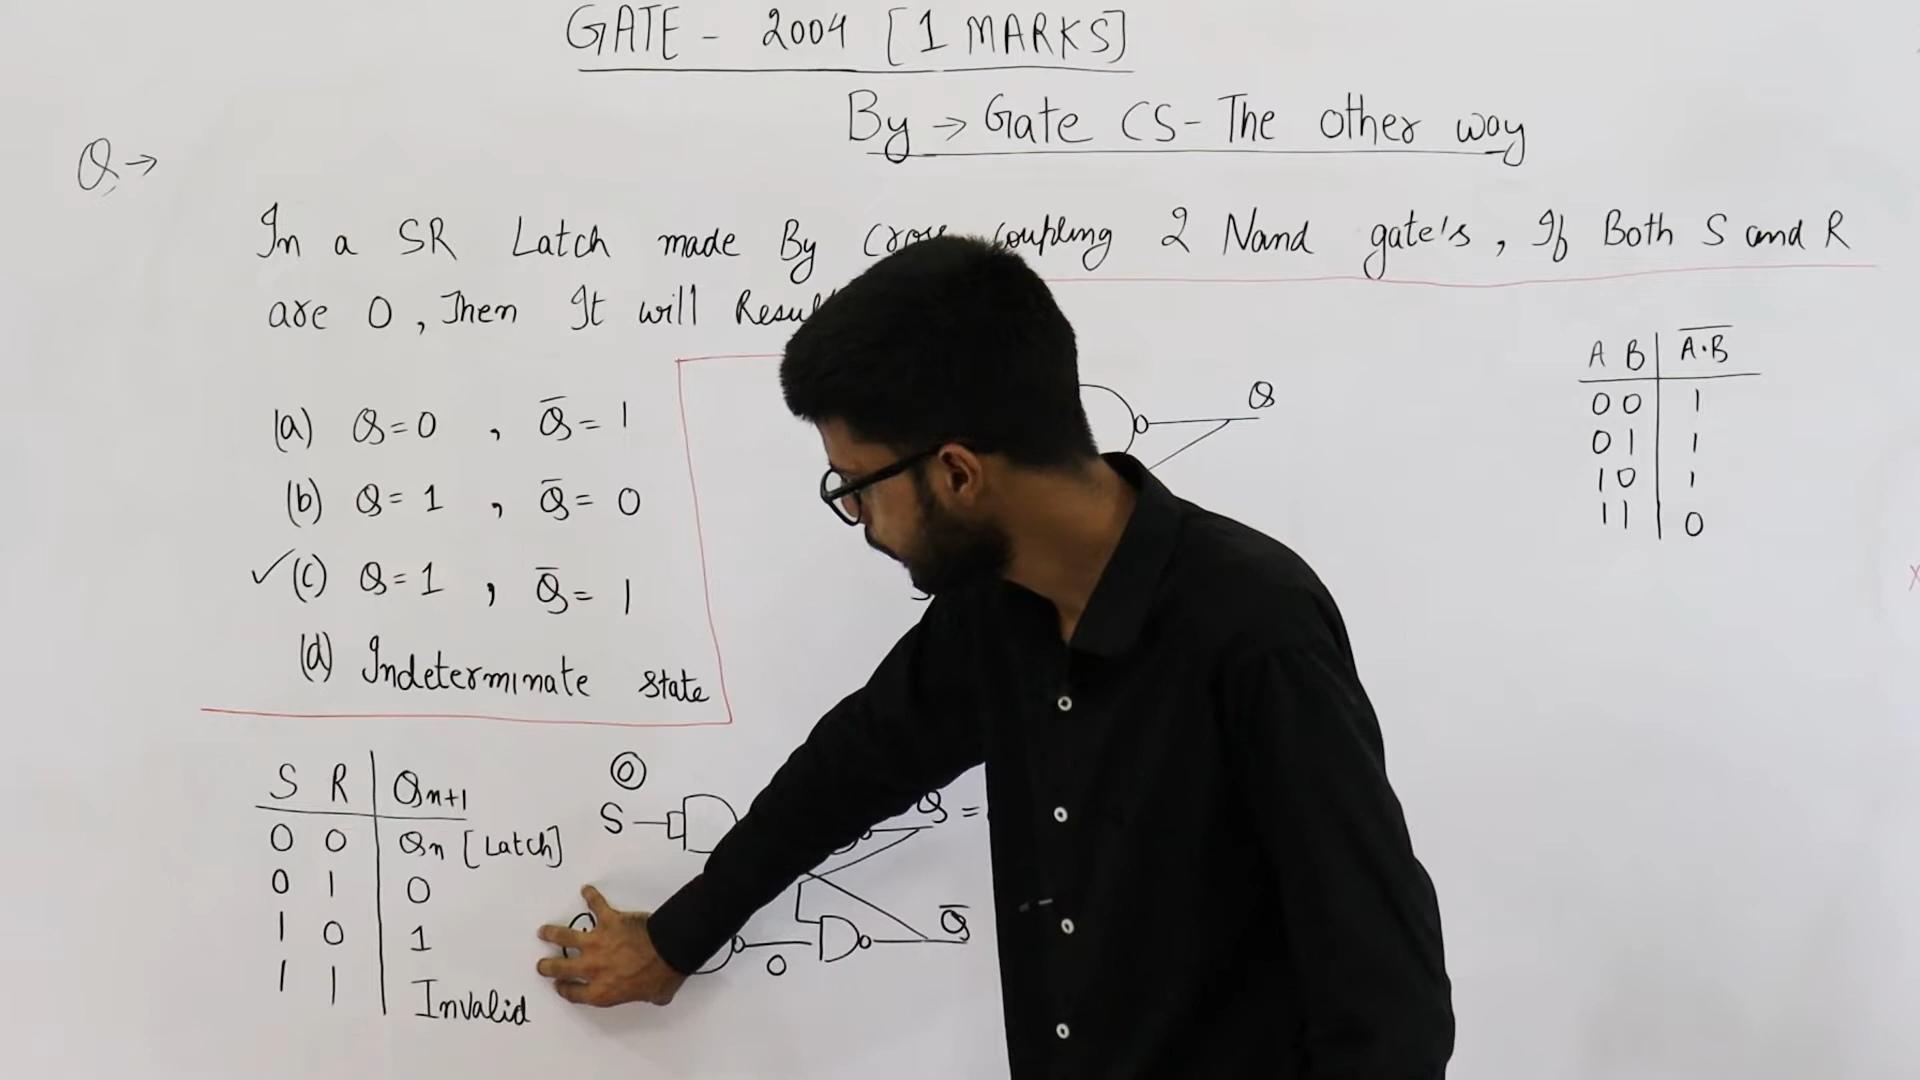 GATE - 2004 [1 MARKS]
By → Gate CS - The other way
Q →
In a SR Latch made By coupling 2 Nand gate's, If Both S and R
are 0, Then It will
(a) Q = 0 , Q̅ = 1
(b) Q = 1 , Q̅ = 0
✓(c) Q = 1 , Q̅ = 1
(d) Indeterminate state
Q
A B | A̅·̅B̅
0 0 | 1
0 1 | 1
1 0 | 1
1 1 | 0
S R | Qn+1
0 0 | Qn [Latch]
0 1 | 0
1 0 | 1
1 1 | Invalid
0
S
Q =
Q̅
0